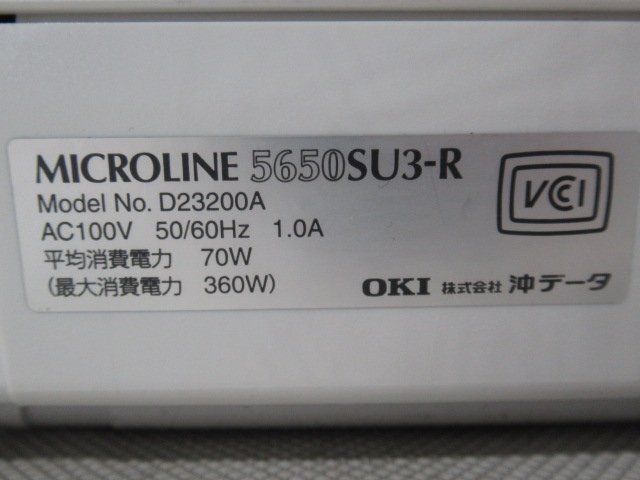 MICROLINE 5650SU3-R
Model No. D23200A
AC100V 50/60Hz 1.0A
平均消費電力 70W
(最大消費電力 360W)
VCCI
OKI 株式会社 沖データ